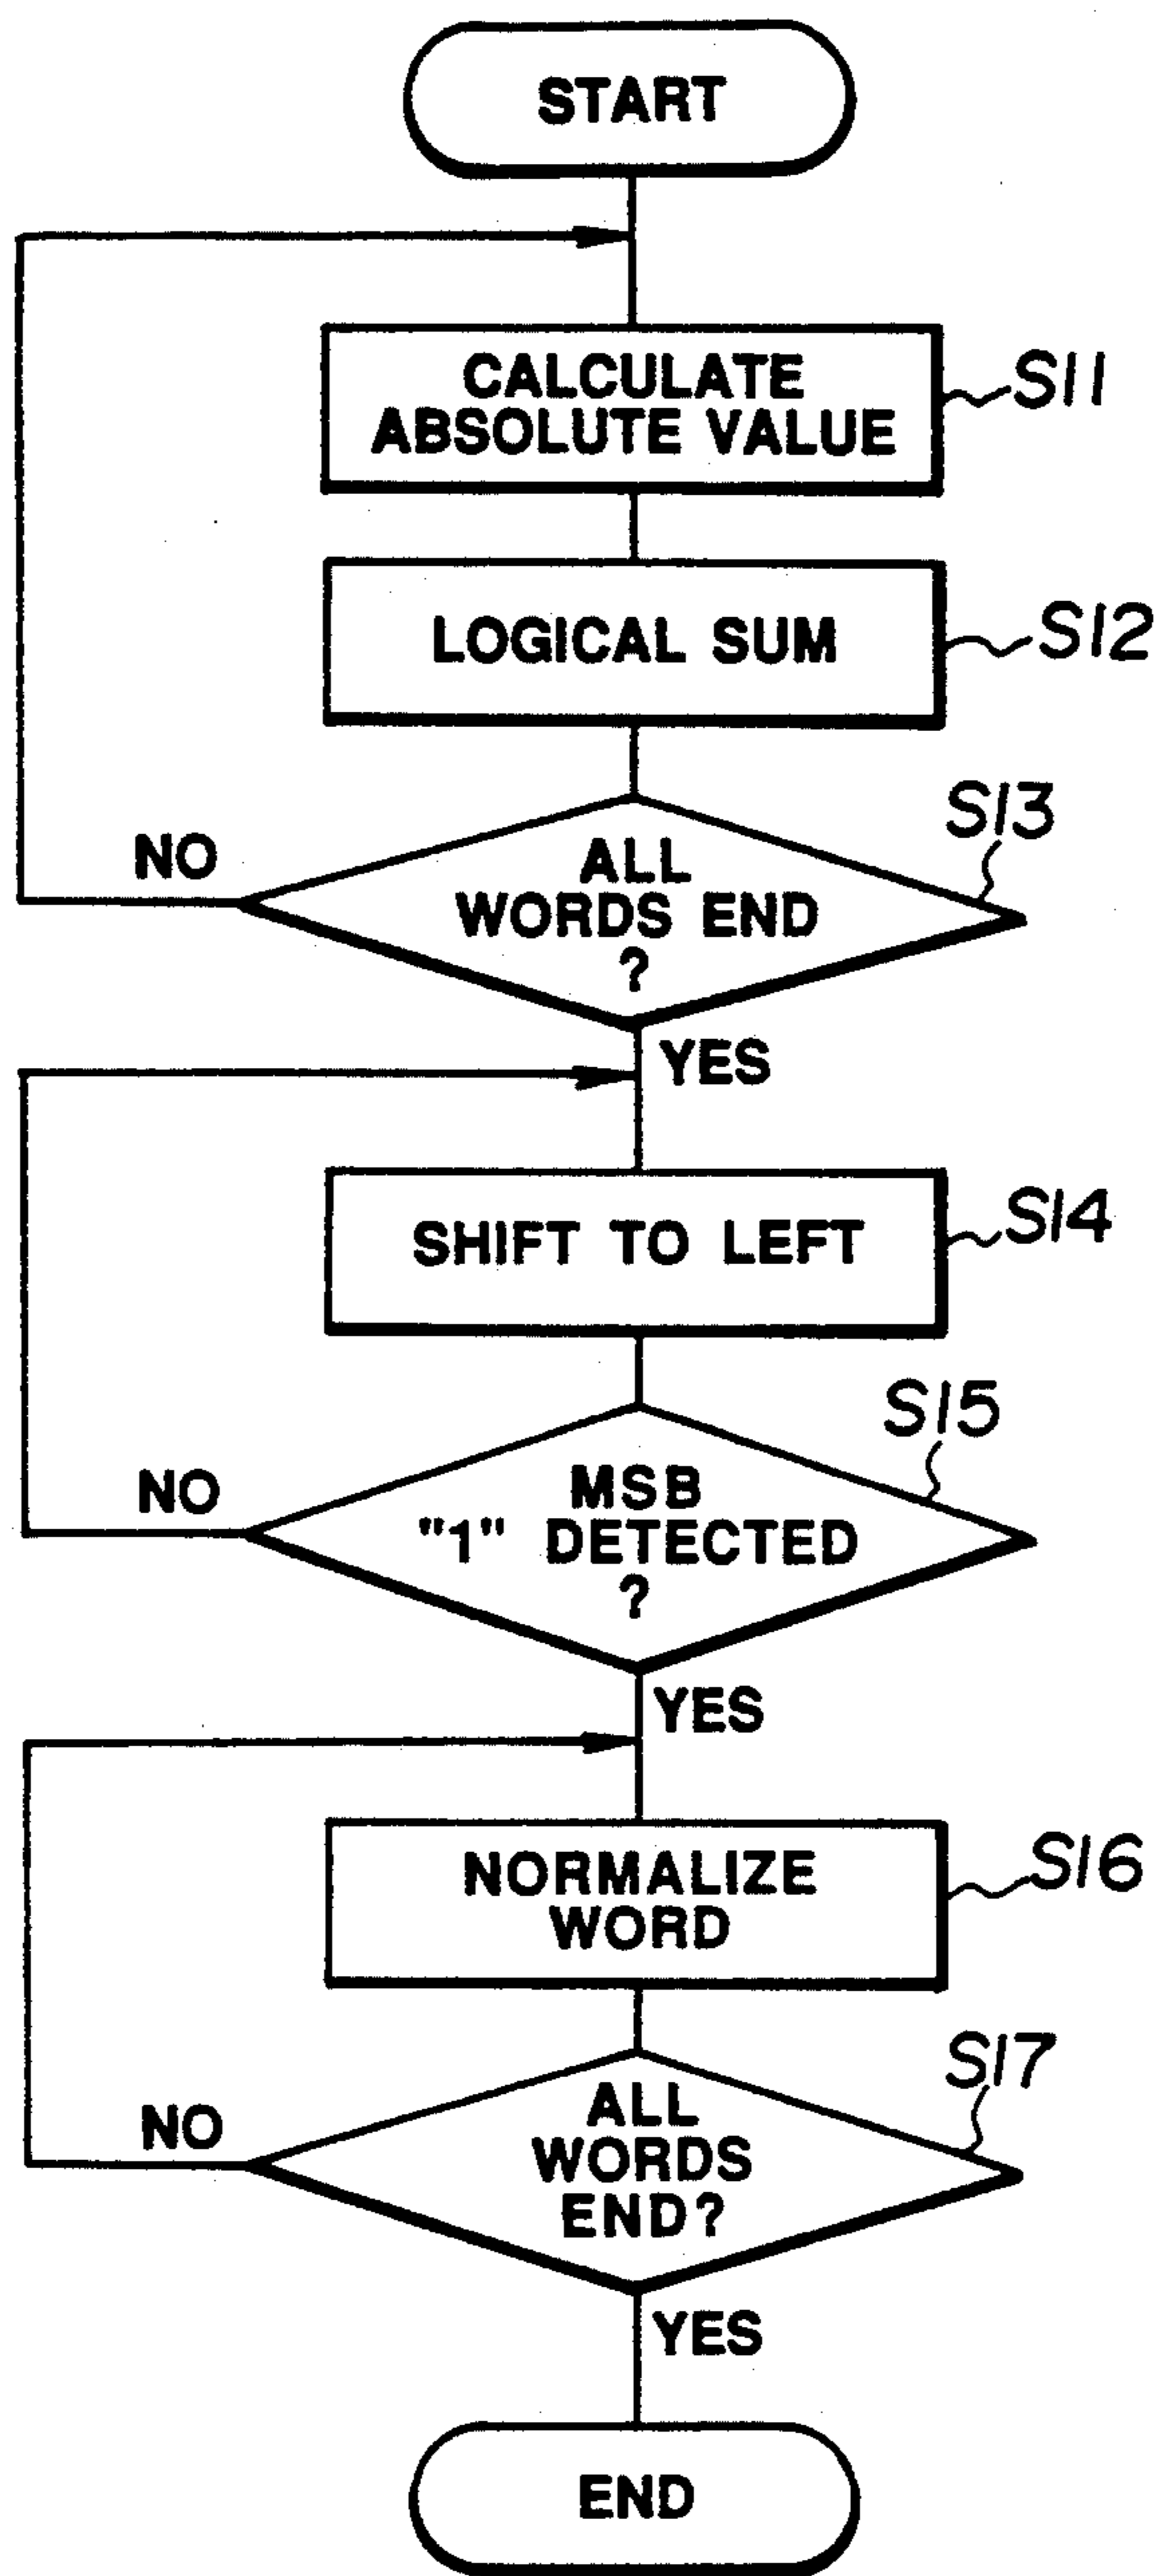 START
CALCULATE
ABSOLUTE VALUE
S11
LOGICAL SUM
S12
S13
NO
ALL
WORDS END
?
YES
SHIFT TO LEFT
S14
S15
NO
MSB
"1" DETECTED
?
YES
NORMALIZE
WORD
S16
S17
NO
ALL
WORDS
END?
YES
END